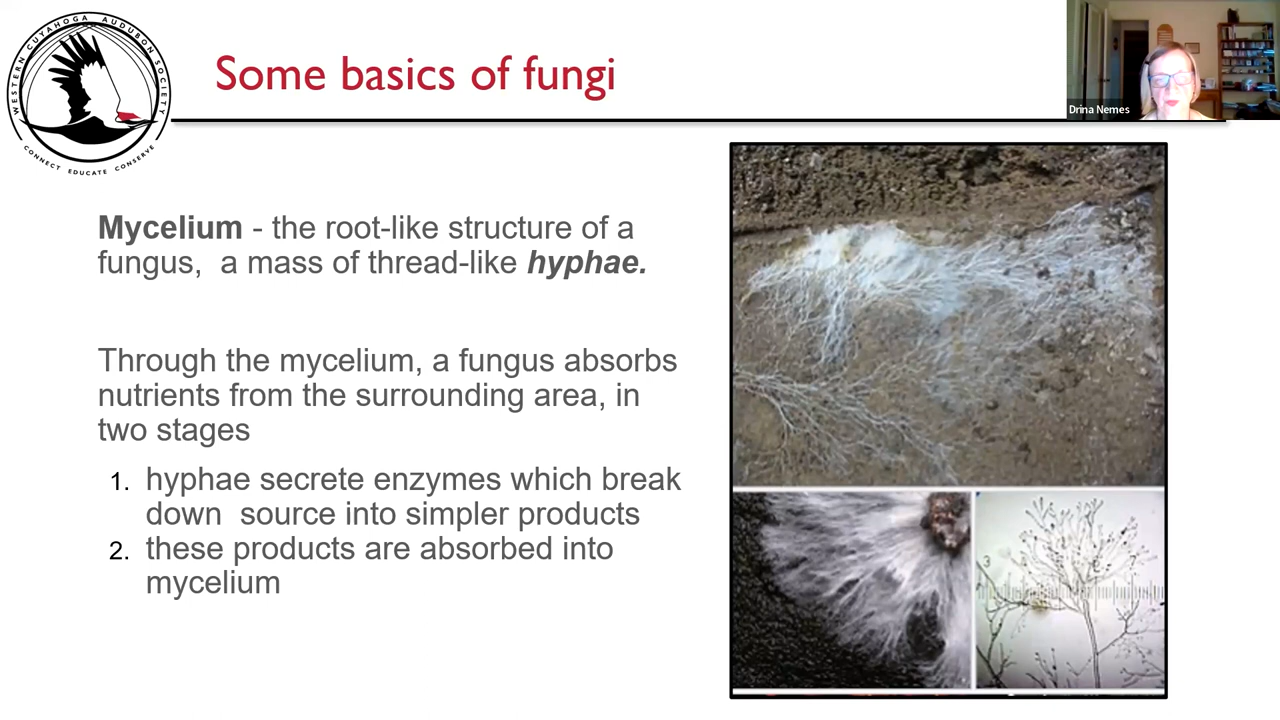 WESTERN CUYAHOGA AUDUBON SOCIETY
CONNECT EDUCATE CONSERVE
Some basics of fungi
Drina Nemes
Mycelium - the root-like structure of a
fungus,  a mass of thread-like hyphae.
Through the mycelium, a fungus absorbs
nutrients from the surrounding area, in
two stages
1. hyphae secrete enzymes which break
down  source into simpler products
2. these products are absorbed into
mycelium
3